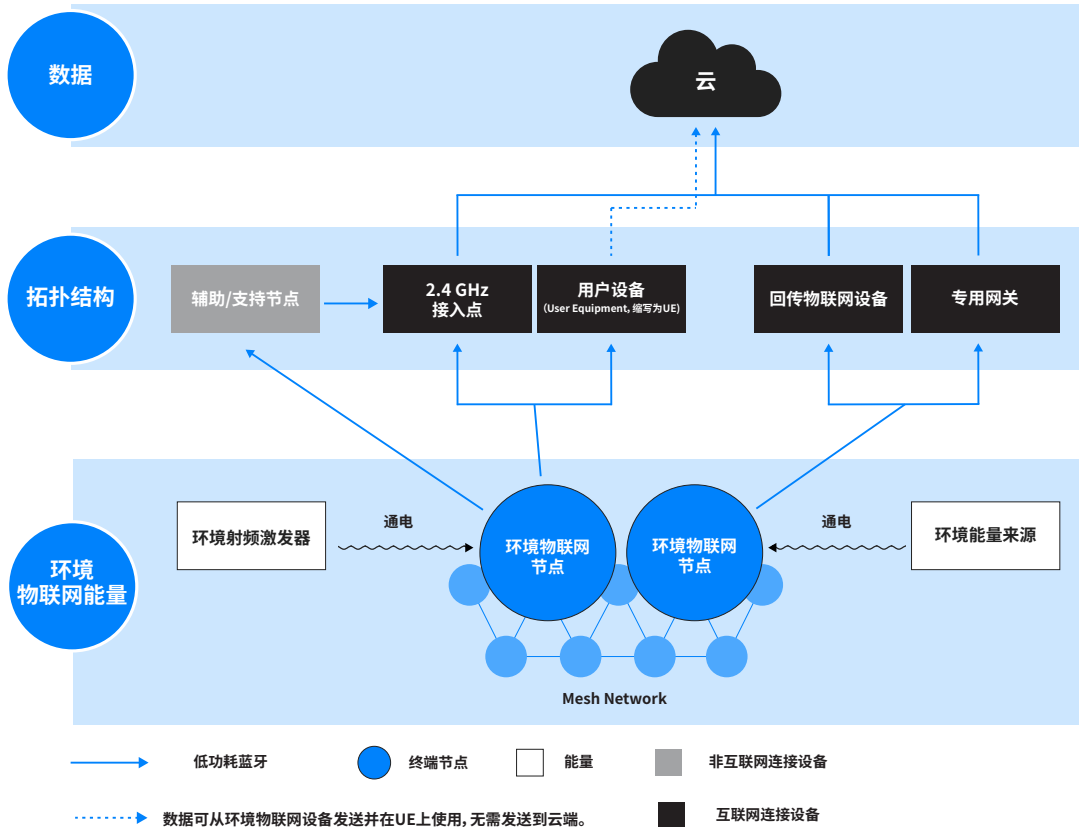 数据
云
拓扑结构
辅助/支持节点
2.4 GHz
接入点
用户设备
(User Equipment, 缩写为UE)
回传物联网设备
专用网关
环境
物联网能量
环境射频激发器
通电
环境物联网
节点
环境物联网
节点
通电
环境能量来源
Mesh Network
低功耗蓝牙
终端节点
能量
非互联网连接设备
数据可从环境物联网设备发送并在UE上使用, 无需发送到云端。
互联网连接设备